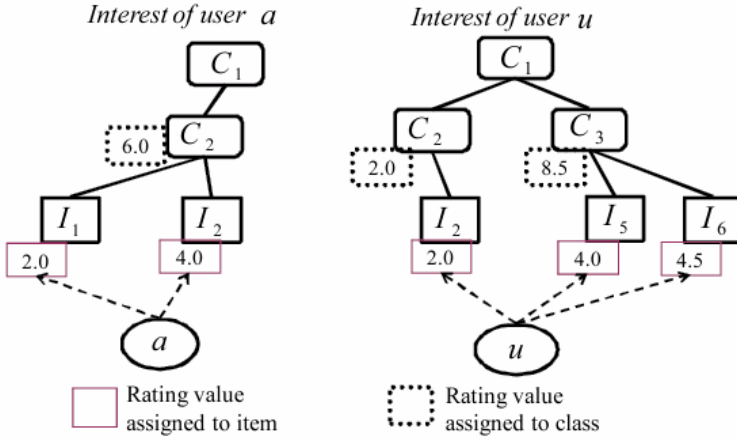 Interest of user a
Interest of user u
C1
C1
C2
6.0
C2
C3
2.0
8.5
I1
I2
I2
I5
I6
2.0
4.0
2.0
4.0
4.5
a
u
Rating value
assigned to item
Rating value
assigned to class